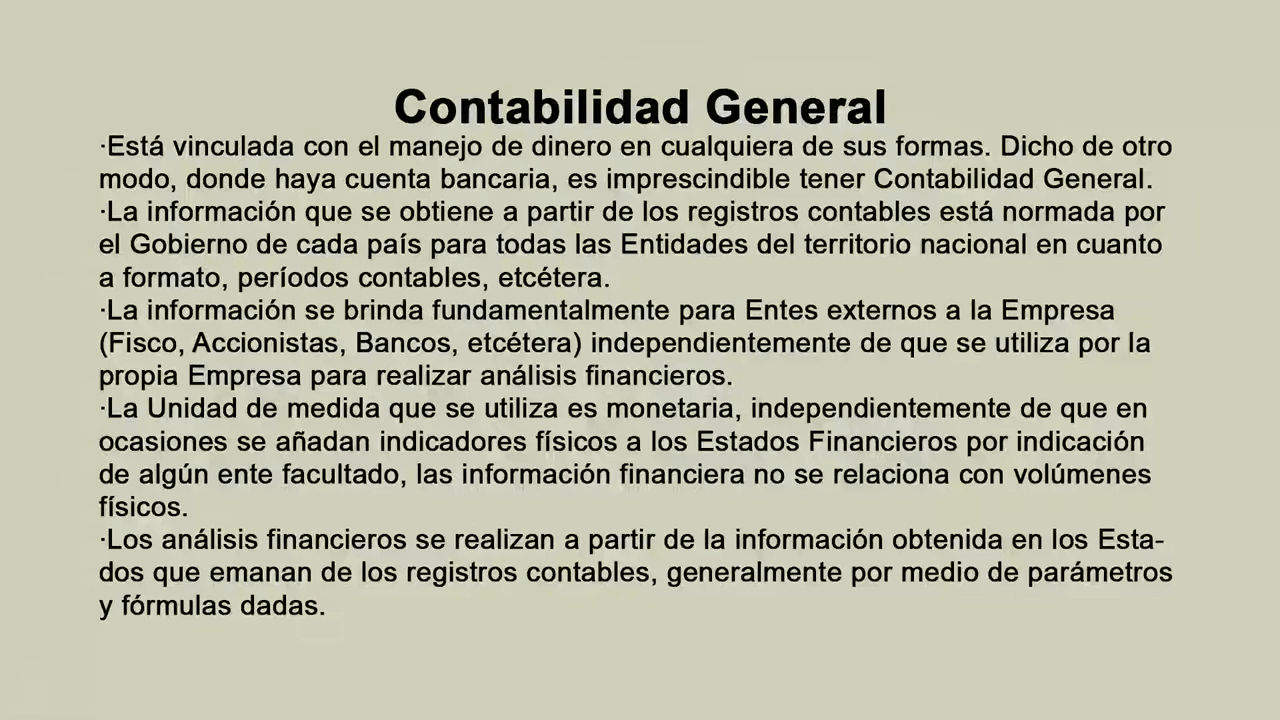 Contabilidad General
·Está vinculada con el manejo de dinero en cualquiera de sus formas. Dicho de otro
modo, donde haya cuenta bancaria, es imprescindible tener Contabilidad General.
·La información que se obtiene a partir de los registros contables está normada por
el Gobierno de cada país para todas las Entidades del territorio nacional en cuanto
a formato, períodos contables, etcétera.
·La información se brinda fundamentalmente para Entes externos a la Empresa
(Fisco, Accionistas, Bancos, etcétera) independientemente de que se utiliza por la
propia Empresa para realizar análisis financieros.
·La Unidad de medida que se utiliza es monetaria, independientemente de que en
ocasiones se añadan indicadores físicos a los Estados Financieros por indicación
de algún ente facultado, las información financiera no se relaciona con volúmenes
físicos.
·Los análisis financieros se realizan a partir de la información obtenida en los Esta-
dos que emanan de los registros contables, generalmente por medio de parámetros
y fórmulas dadas.